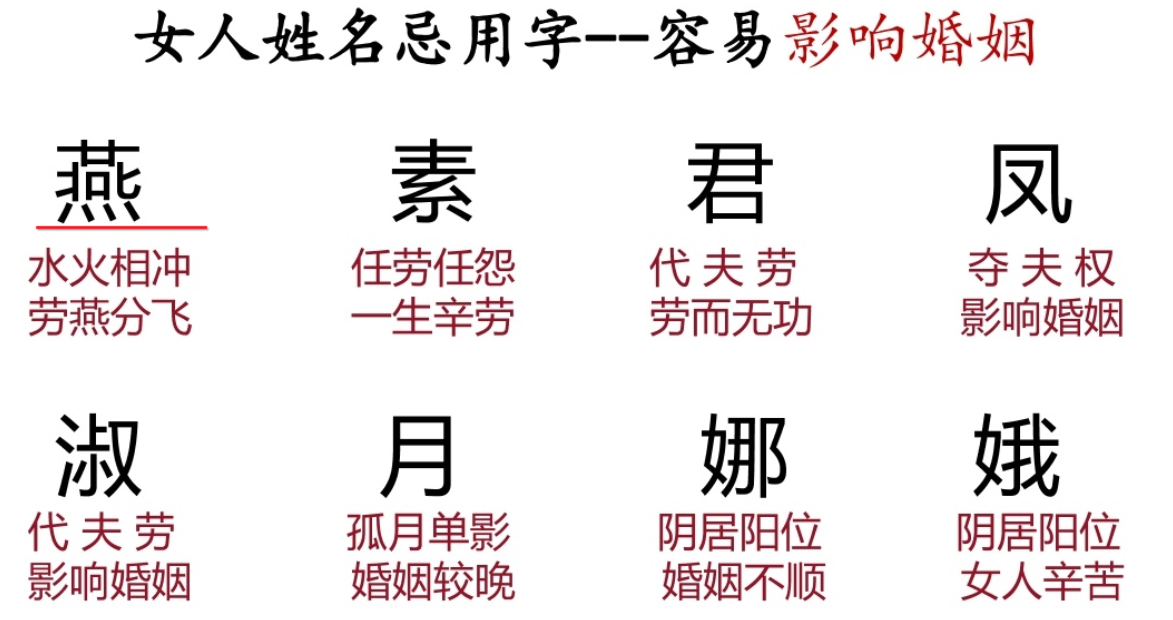 女人姓名忌用字--容易影响婚姻
燕
水火相冲
劳燕分飞
素
任劳任怨
一生辛劳
君
代夫劳
劳而无功
凤
夺夫权
影响婚姻
淑
代夫劳
影响婚姻
月
孤月单影
婚姻较晚
娜
阴居阳位
婚姻不顺
娥
阴居阳位
女人辛苦